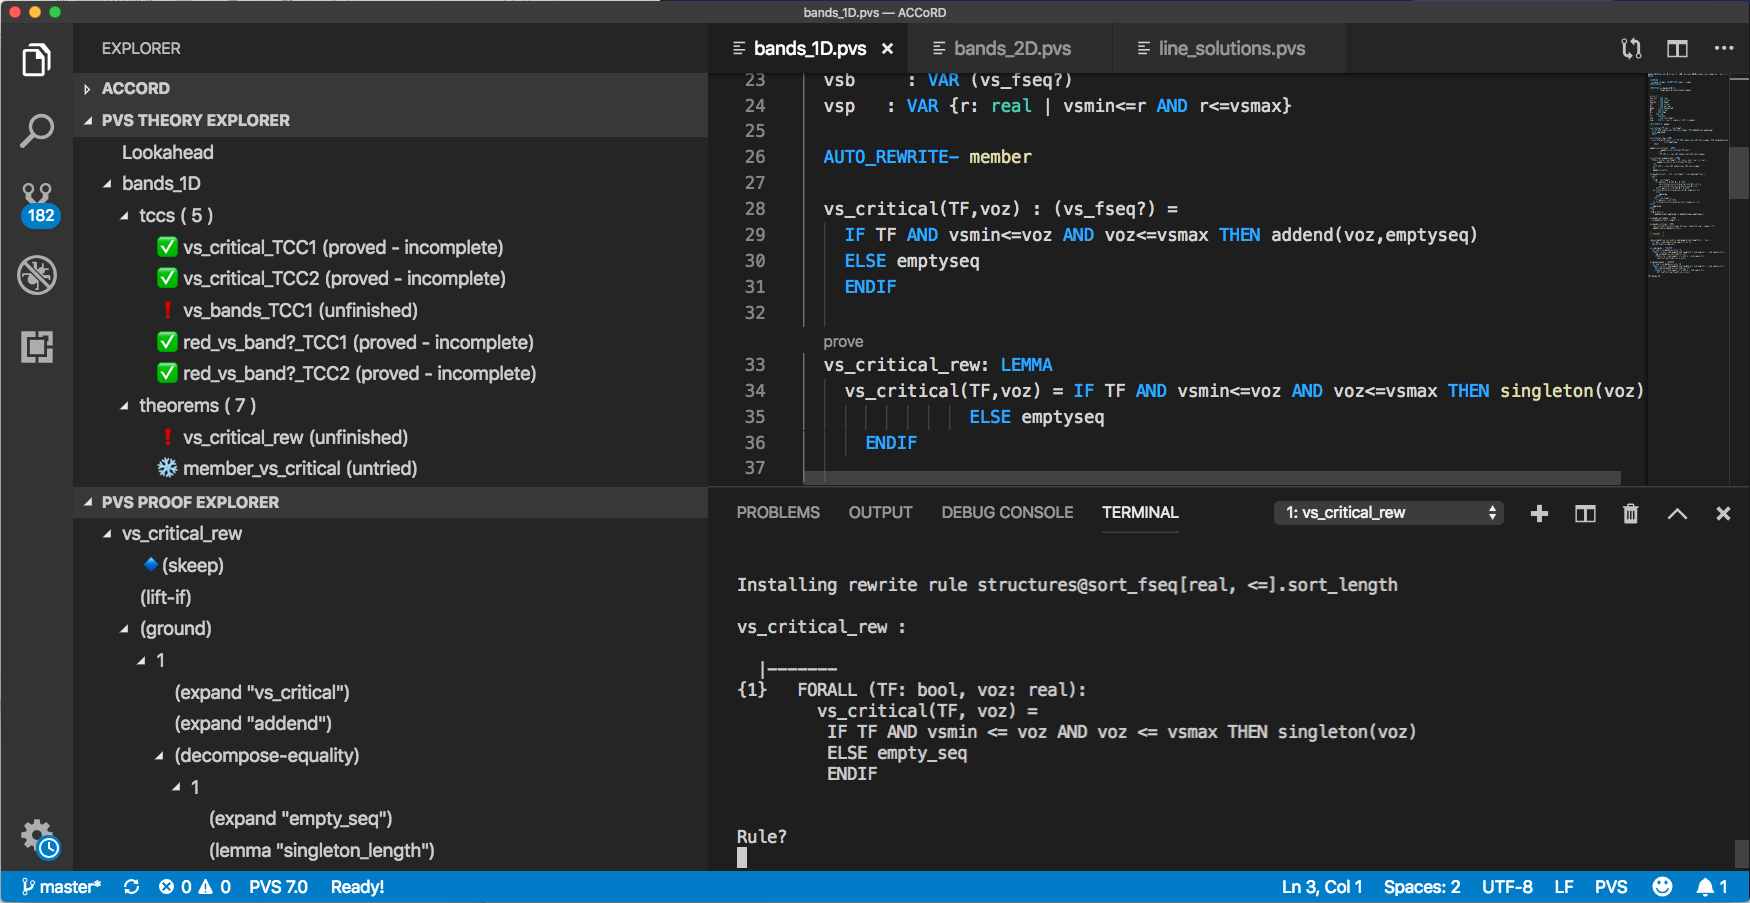 bands_1D.pvs — ACCoRD
EXPLORER
ACCORD
PVS THEORY EXPLORER
Lookahead
bands_1D
tccs ( 5 )
vs_critical_TCC1 (proved - incomplete)
vs_critical_TCC2 (proved - incomplete)
vs_bands_TCC1 (unfinished)
red_vs_band?_TCC1 (proved - incomplete)
red_vs_band?_TCC2 (proved - incomplete)
theorems ( 7 )
vs_critical_rew (unfinished)
member_vs_critical (untried)
PVS PROOF EXPLORER
vs_critical_rew
(skeep)
(lift-if)
(ground)
1
(expand "vs_critical")
(expand "addend")
(decompose-equality)
1
(expand "empty_seq")
(lemma "singleton_length")
182
bands_1D.pvs bands_2D.pvs line_solutions.pvs
23 vsb : VAR (vs_fseq?)
24 vsp : VAR {r: real | vsmin<=r AND r<=vsmax}
25
26 AUTO_REWRITE- member
27
28 vs_critical(TF,voz) : (vs_fseq?) =
29 IF TF AND vsmin<=voz AND voz<=vsmax THEN addend(voz,emptyseq)
30 ELSE emptyseq
31 ENDIF
32
prove
33 vs_critical_rew: LEMMA
34 vs_critical(TF,voz) = IF TF AND vsmin<=voz AND voz<=vsmax THEN singleton(voz)
35 ELSE emptyseq
36 ENDIF
37
PROBLEMS OUTPUT DEBUG CONSOLE TERMINAL 1: vs_critical_rew
Installing rewrite rule structures@sort_fseq[real, <=].sort_length
vs_critical_rew :
|-------
{1} FORALL (TF: bool, voz: real):
vs_critical(TF, voz) =
IF TF AND vsmin <= voz AND voz <= vsmax THEN singleton(voz)
ELSE empty_seq
ENDIF
Rule?
master* 0 0 PVS 7.0 Ready! Ln 3, Col 1 Spaces: 2 UTF-8 LF PVS 1